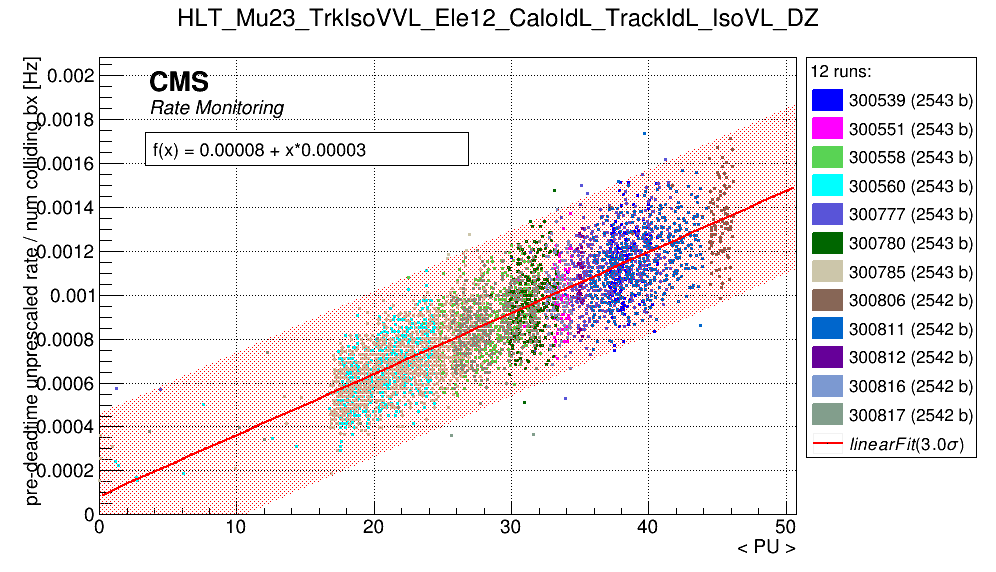 HLT_Mu23_TrkIsoVVL_Ele12_CaloIdL_TrackIdL_IsoVL_DZ
pre-deadtime unprescaled rate / num colliding bx [Hz]
CMS
Rate Monitoring
f(x) = 0.00008 + x*0.00003
0.002
0.0018
0.0016
0.0014
0.0012
0.001
0.0008
0.0006
0.0004
0.0002
0
0 10 20 30 40 50
< PU >
12 runs:
300539 (2543 b)
300551 (2543 b)
300558 (2543 b)
300560 (2543 b)
300777 (2543 b)
300780 (2543 b)
300785 (2543 b)
300806 (2542 b)
300811 (2542 b)
300812 (2542 b)
300816 (2542 b)
300817 (2542 b)
linearFit(3.0σ)